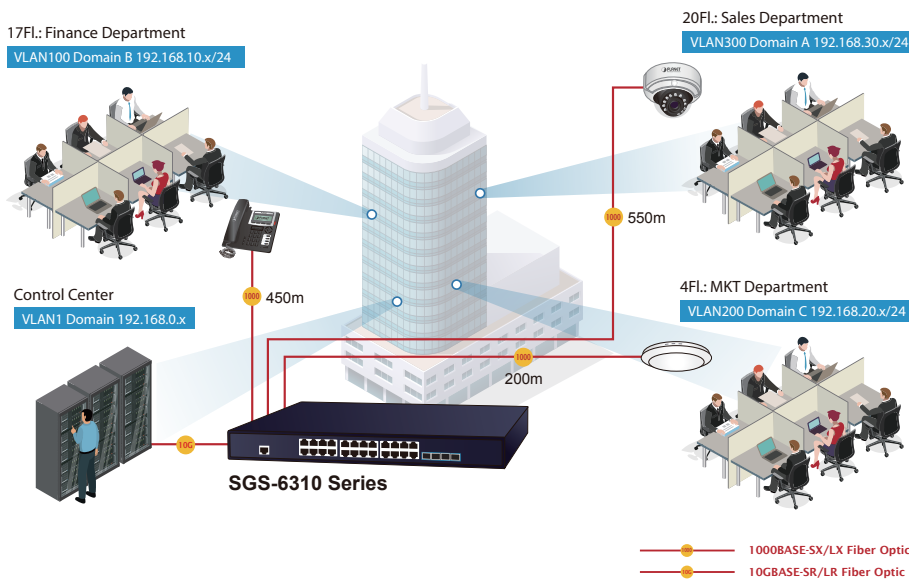 17Fl.: Finance Department
VLAN100 Domain B 192.168.10.x/24
20Fl.: Sales Department
VLAN300 Domain A 192.168.30.x/24
PLANET
1000
550m
Control Center
VLAN1 Domain 192.168.0.x
1000
450m
4Fl.: MKT Department
VLAN200 Domain C 192.168.20.x/24
1000
200m
10G
SGS-6310 Series
1000
1000BASE-SX/LX Fiber Optic
10G
10GBASE-SR/LR Fiber Optic